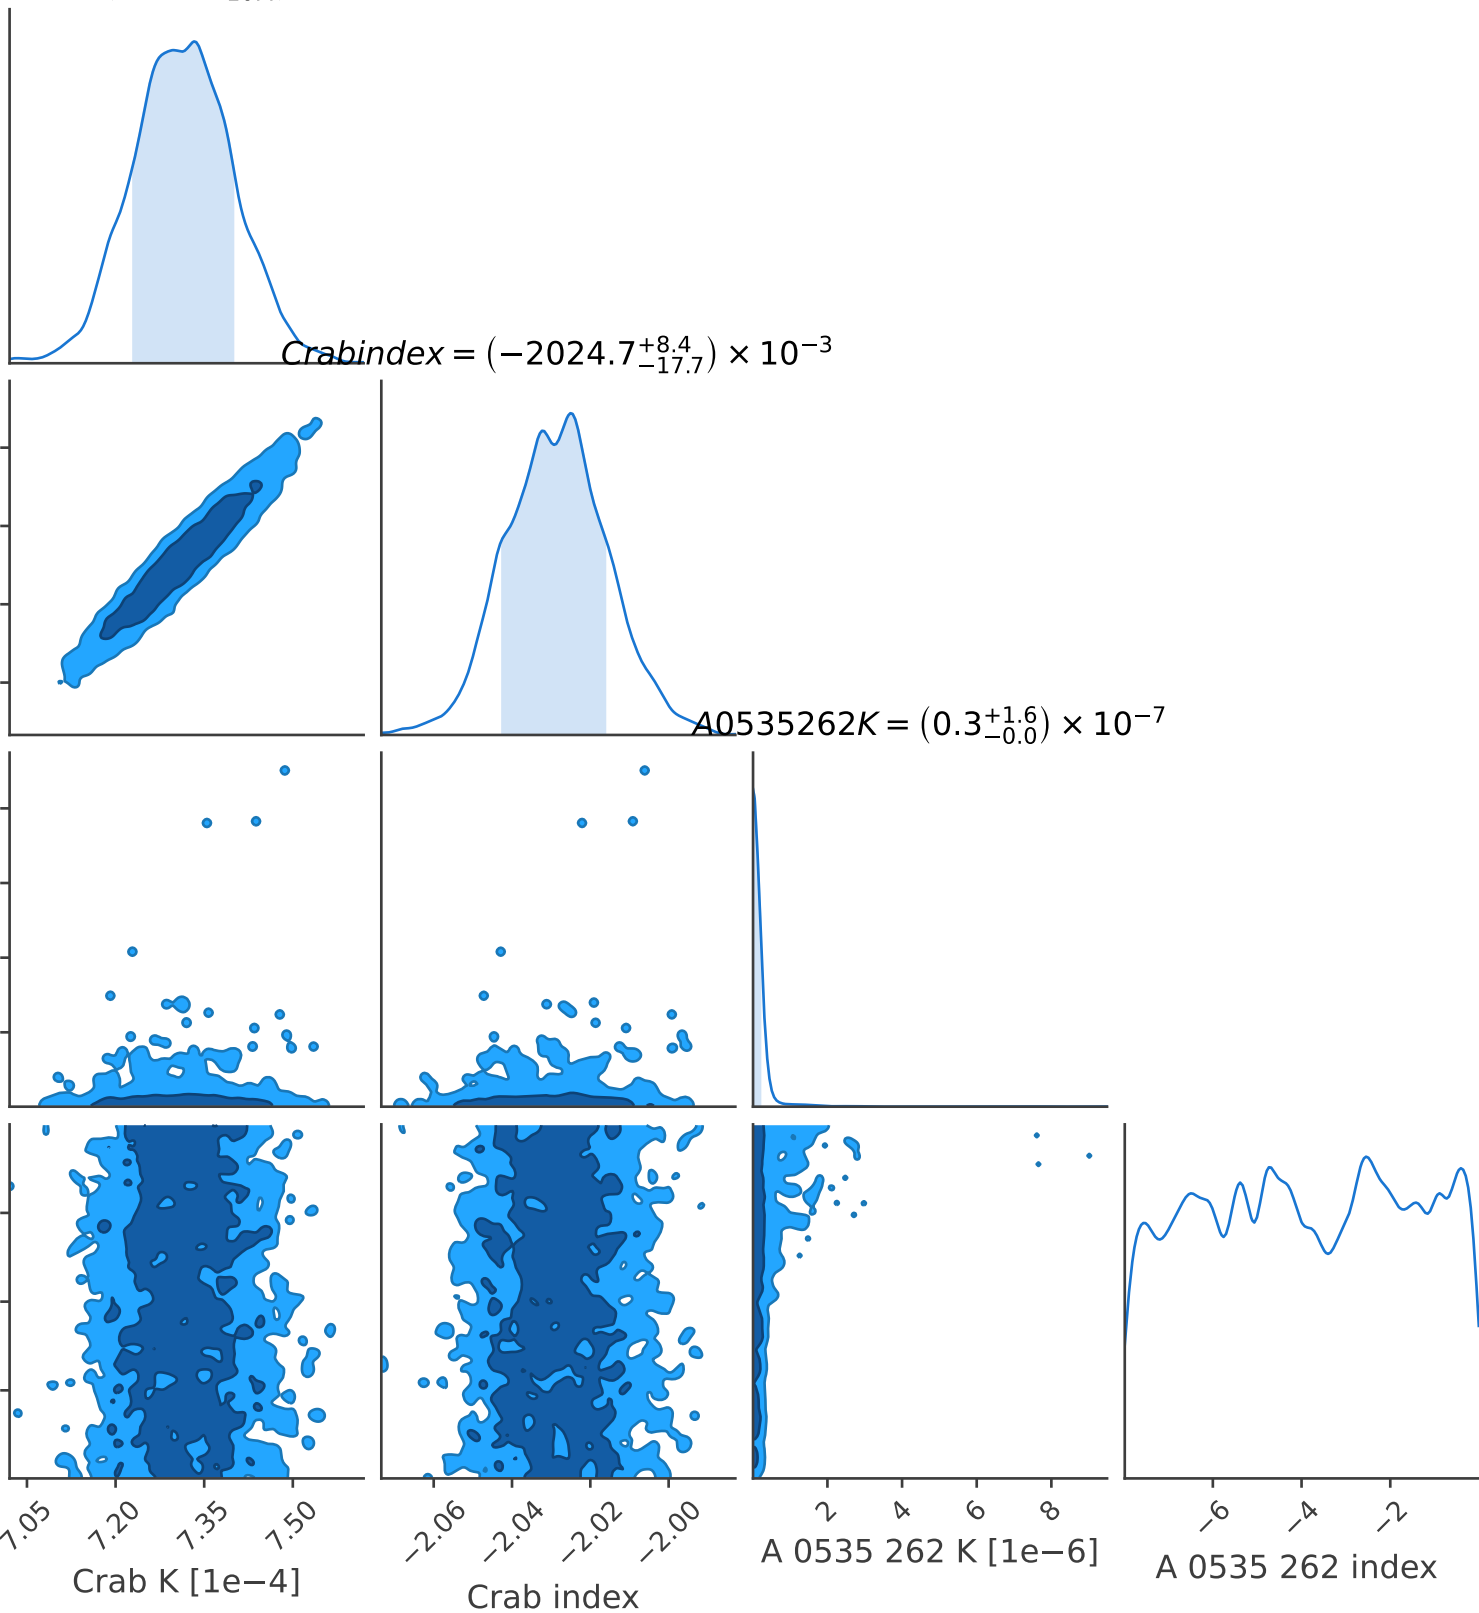 Crabindex = (−2024.7 +8.4 −17.7) × 10−3
A0535262K = (0.3 +1.6 −0.0) × 10−7
7.05 7.20 7.35 7.50
−2.06 −2.04 −2.02 −2.00
2 4 6 8
−6 −4 −2
Crab K [1e−4]
Crab index
A 0535 262 K [1e−6]
A 0535 262 index